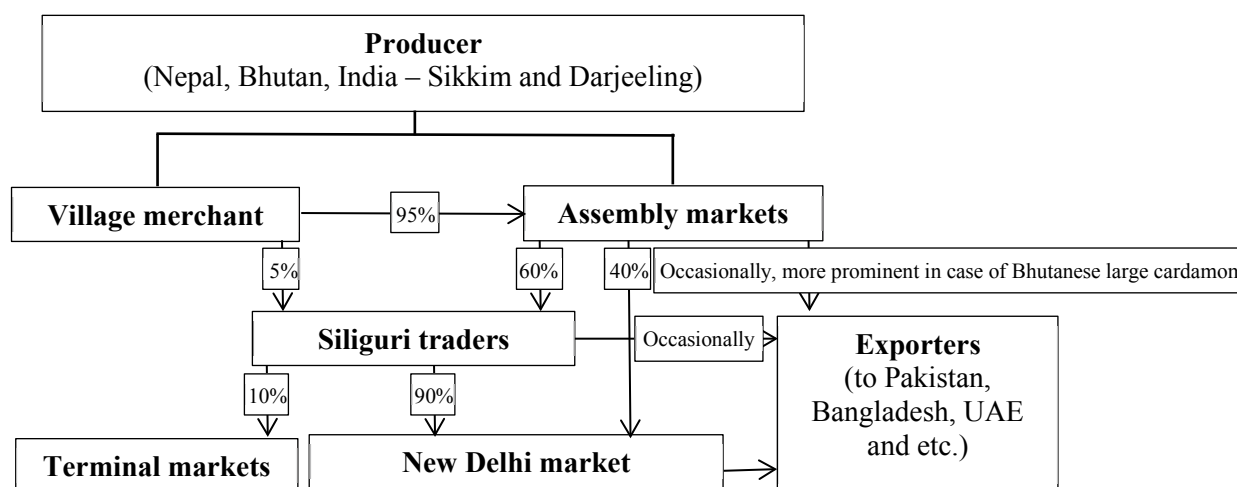 Producer
(Nepal, Bhutan, India – Sikkim and Darjeeling)
Village merchant
95%
Assembly markets
5%
60%
40%
Occasionally, more prominent in case of Bhutanese large cardamom
Siliguri traders
Occasionally
Exporters
(to Pakistan,
Bangladesh, UAE
and etc.)
10%
90%
Terminal markets
New Delhi market